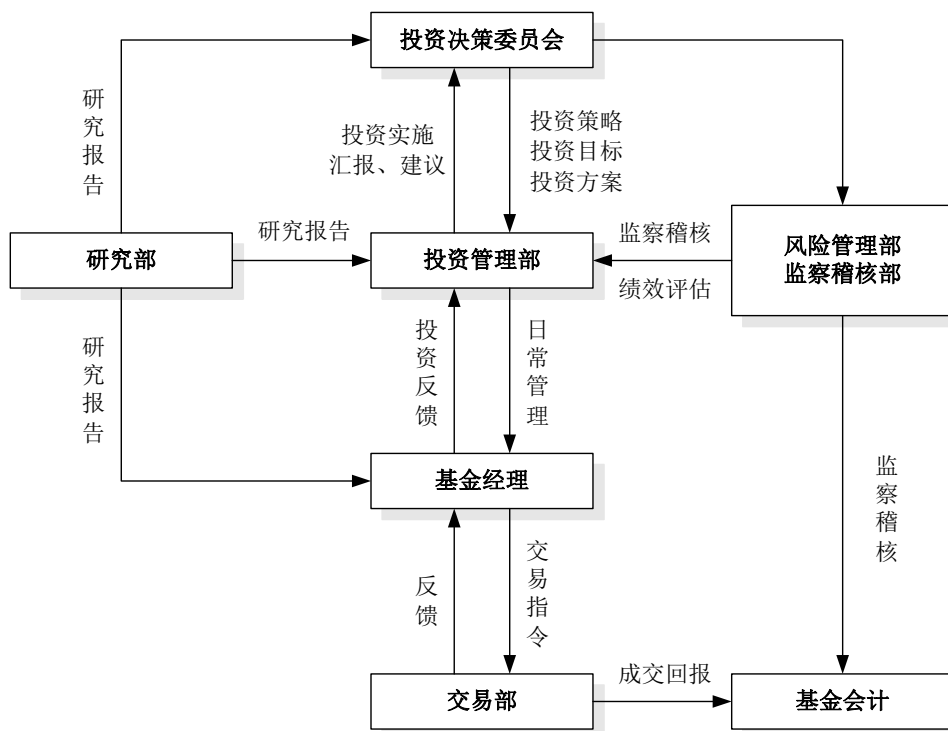 投资决策委员会
研究报告
投资实施
汇报、建议
投资策略
投资目标
投资方案
研究部
研究报告
投资管理部
监察稽核
绩效评估
风险管理部
监察稽核部
研究报告
投资反馈
日常管理
基金经理
监察稽核
反馈
交易指令
交易部
成交回报
基金会计